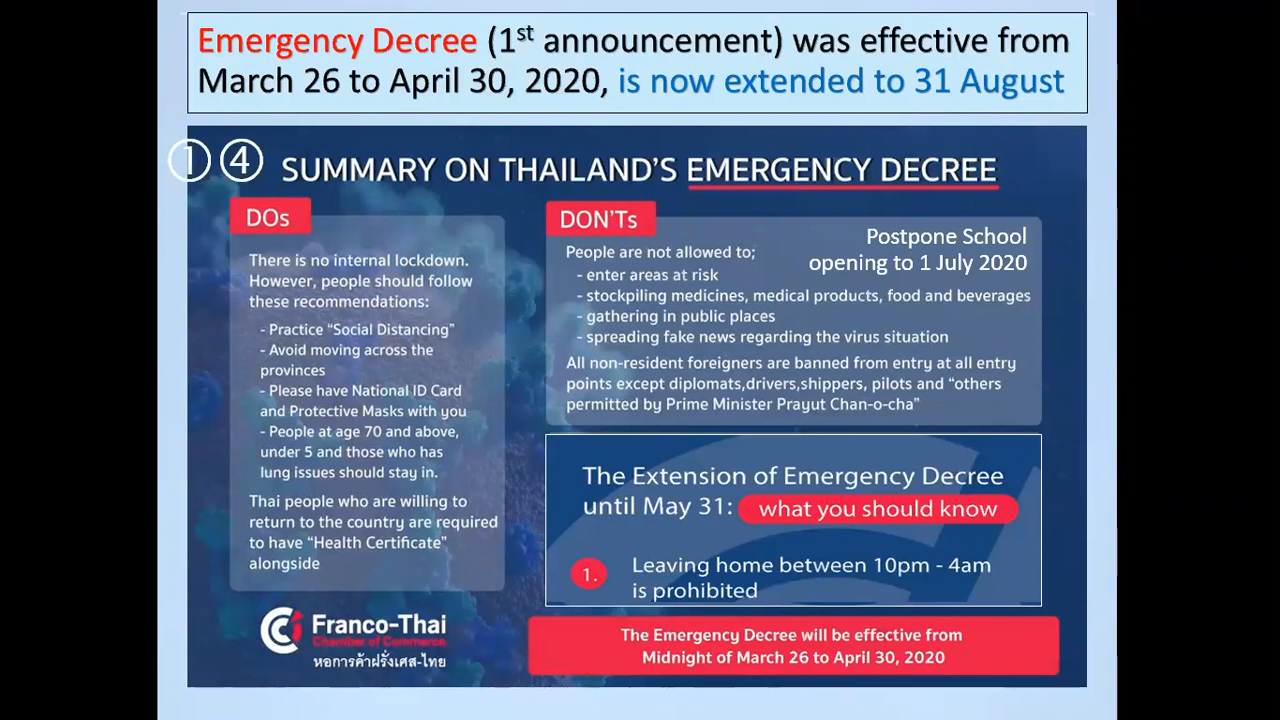 Emergency Decree (1st announcement) was effective from
March 26 to April 30, 2020, is now extended to 31 August
① ④
SUMMARY ON THAILAND'S EMERGENCY DECREE
DOs
There is no internal lockdown.
However, people should follow
these recommendations:
- Practice “Social Distancing”
- Avoid moving across the
provinces
- Please have National ID Card
and Protective Masks with you
- People at age 70 and above,
under 5 and those who has
lung issues should stay in.
Thai people who are willing to
return to the country are required
to have “Health Certificate”
alongside
DON'Ts
Postpone School
opening to 1 July 2020
People are not allowed to;
- enter areas at risk
- stockpiling medicines, medical products, food and beverages
- gathering in public places
- spreading fake news regarding the virus situation
All non-resident foreigners are banned from entry at all entry
points except diplomats,drivers,shippers, pilots and “others
permitted by Prime Minister Prayut Chan-o-cha”
The Extension of Emergency Decree
until May 31: what you should know
1. Leaving home between 10pm - 4am
is prohibited
Franco-Thai
Chamber of Commerce
หอการค้าฝรั่งเศส-ไทย
The Emergency Decree will be effective from
Midnight of March 26 to April 30, 2020